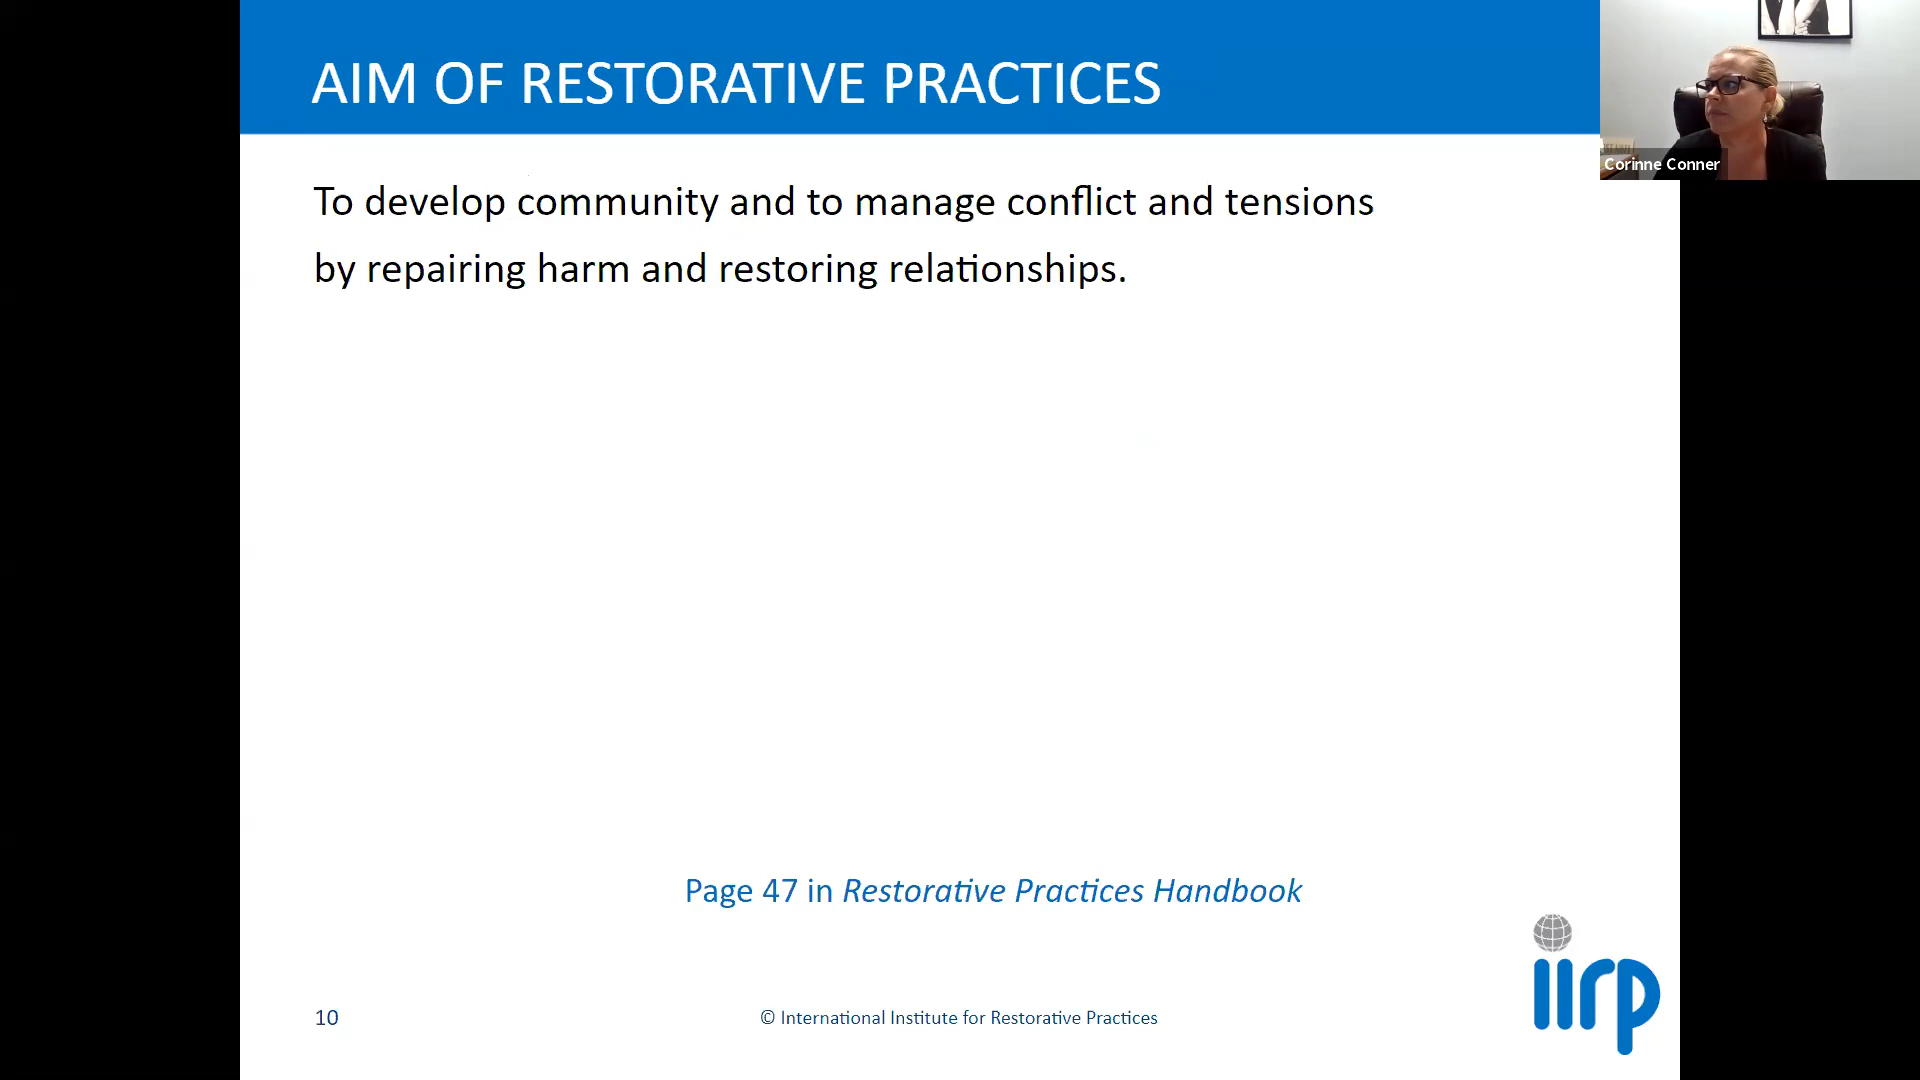 AIM OF RESTORATIVE PRACTICES
Corinne Conner
To develop community and to manage conflict and tensions
by repairing harm and restoring relationships.
Page 47 in Restorative Practices Handbook
iirp
10
© International Institute for Restorative Practices